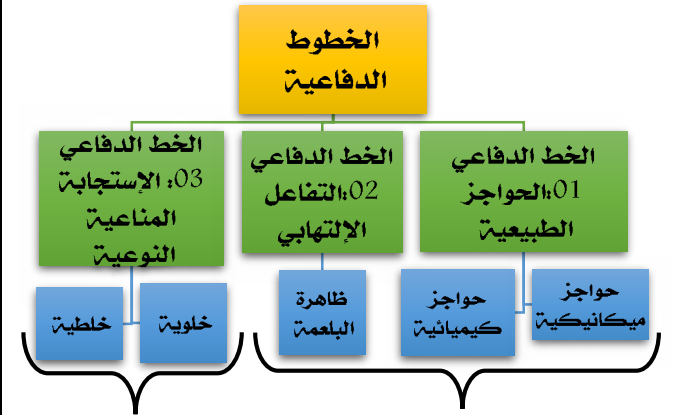 الخطوط
الدفاعية
الخط الدفاعي
01:الحواجز
الطبيعية
الخط الدفاعي
02:التفاعل
الإلتهابي
الخط الدفاعي
03: الإستجابة
المناعية
النوعية
حواجز
ميكانيكية
حواجز
كيميائية
ظاهرة
البلعمة
خلوية
خلطية